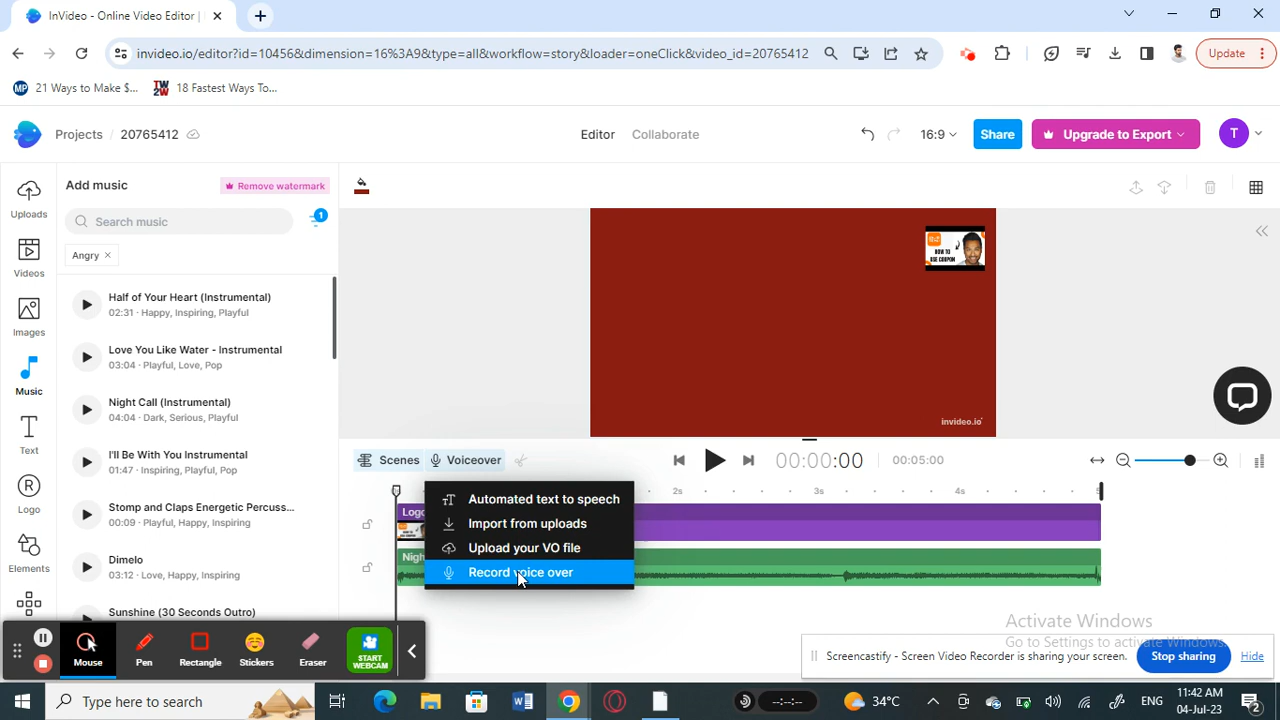 InVideo - Online Video Editor |
invideo.io/editor?id=10456&dimension=16%3A9&type=all&workflow=story&loader=oneClick&video_id=20765412
Update
21 Ways to Make $...
18 Fastest Ways To...
Projects / 20765412
Editor
Collaborate
16:9
Share
Upgrade to Export
T
Uploads
Videos
Images
Music
Text
Logo
Elements
Add music
Remove watermark
Search music
1
Angry ×
Half of Your Heart (Instrumental)
02:31 · Happy, Inspiring, Playful
Love You Like Water - Instrumental
03:04 · Playful, Love, Pop
Night Call (Instrumental)
04:04 · Dark, Serious, Playful
I'll Be With You Instrumental
01:47 · Inspiring, Playful, Pop
Stomp and Claps Energetic Percuss...
00:09 · Playful, Happy, Inspiring
Dimelo
03:12 · Love, Happy, Inspiring
Sunshine (30 Seconds Outro)
HOW TO
USE COUPON
invideo.io
Scenes
Voiceover
00:00:00
00:05:00
2s
3s
4s
Automated text to speech
Import from uploads
Upload your VO file
Record voice over
Logo
Nigh
Activate Windows
Go to Settings to activate Windows.
Mouse
Pen
Rectangle
Stickers
Eraser
START
WEBCAM
Screencastify - Screen Video Recorder is sharing your screen.
Stop sharing
Hide
Type here to search
--:--:--
34°C
ENG
11:42 AM
04-Jul-23
2